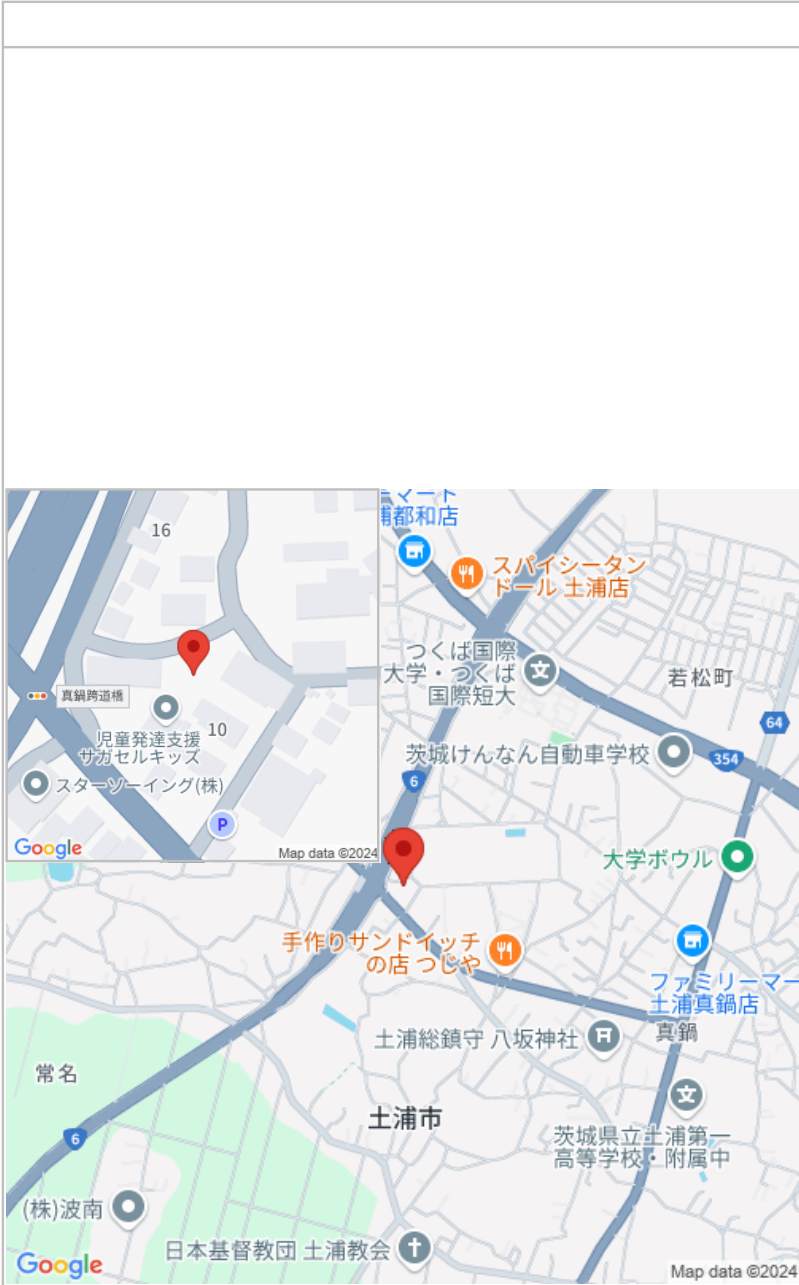 16
真鍋跨道橋
10
児童発達支援
サガセルキッズ
スターソーイング(株)
P
Google
Map data ©2024
マート
浦都和店
スパイシータン
ドール 土浦店
つくば国際
大学・つくば
国際短大
文
若松町
64
茨城けんなん自動車学校
354
6
大学ボウル
手作りサンドイッチ
の店 つじや
ファミリーマー
土浦真鍋店
土浦総鎮守 八坂神社
真鍋
常名
土浦市
文
茨城県立土浦第一
高等学校・附属中
6
(株)波南
日本基督教団 土浦教会
Google
Map data ©2024